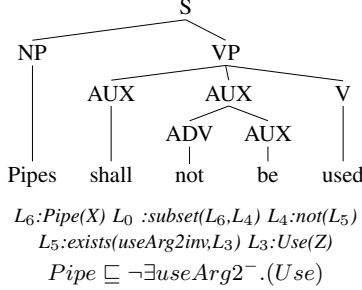 S
NP VP
AUX AUX V
ADV AUX
Pipes shall not be used
L₆:Pipe(X) L₀ :subset(L₆,L₄) L₄:not(L₅)
L₅:exists(useArg2inv,L₃) L₃:Use(Z)
Pipe ⊑ ¬∃useArg2⁻.(Use)